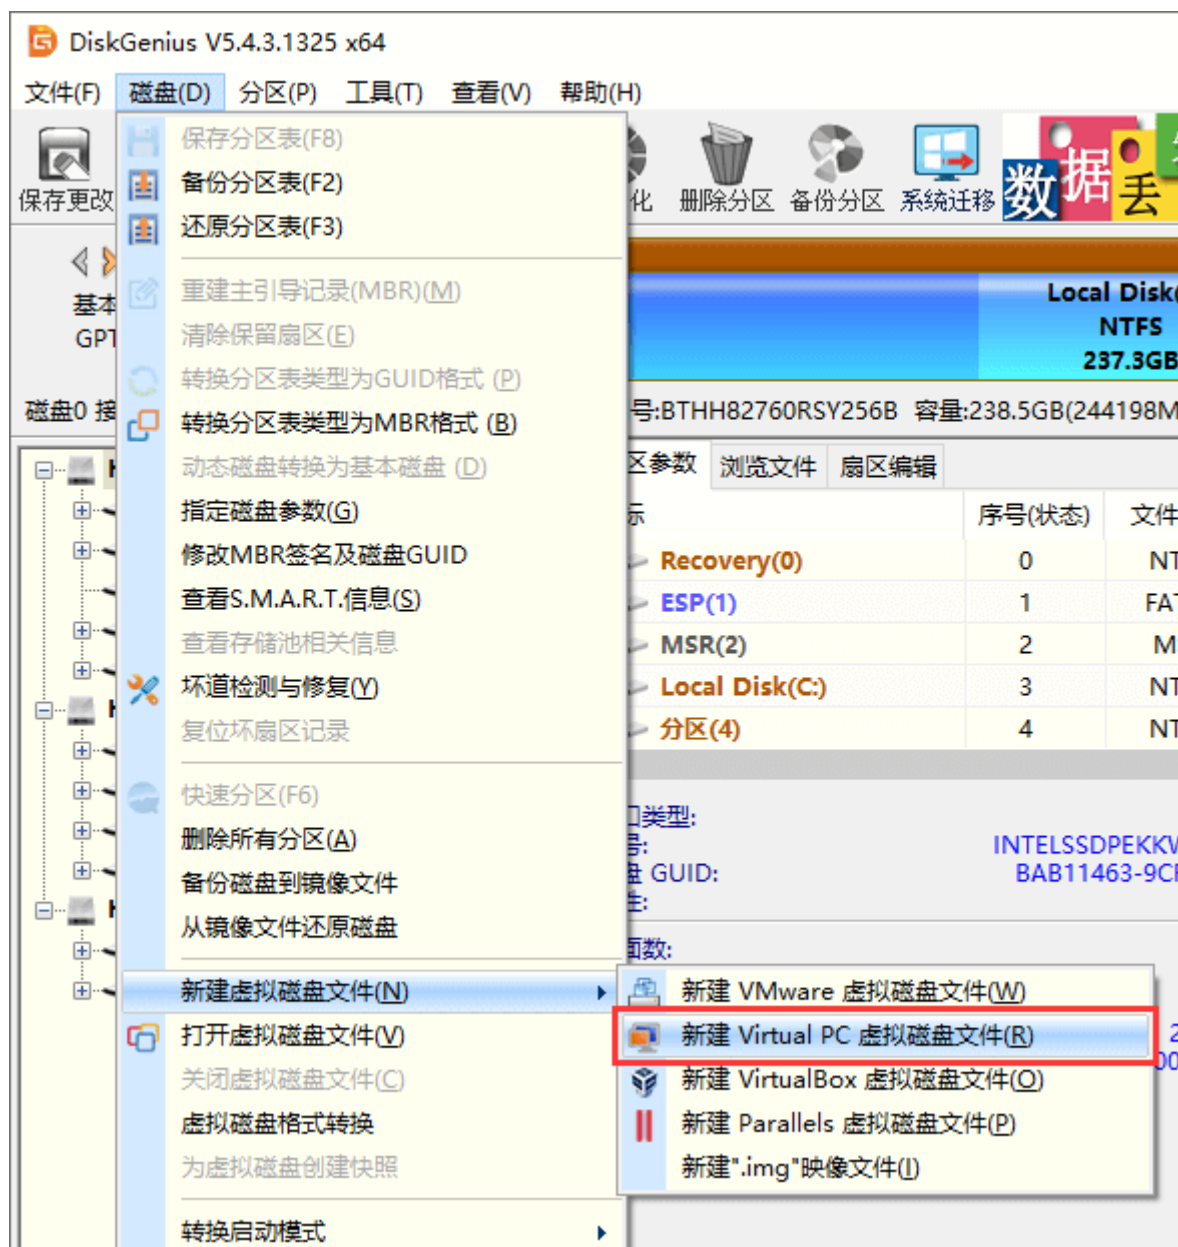 DiskGenius V5.4.3.1325 x64
文件(F) 磁盘(D) 分区(P) 工具(T) 查看(V) 帮助(H)
保存更改
化 删除分区 备份分区 系统迁移 数据丢
保存分区表(F8)
备份分区表(F2)
还原分区表(F3)
重建主引导记录(MBR)(M)
清除保留扇区(E)
转换分区表类型为GUID格式 (P)
转换分区表类型为MBR格式 (B)
动态磁盘转换为基本磁盘 (D)
指定磁盘参数(G)
修改MBR签名及磁盘GUID
查看S.M.A.R.T.信息(S)
查看存储池相关信息
坏道检测与修复(Y)
复位坏扇区记录
快速分区(F6)
删除所有分区(A)
备份磁盘到镜像文件
从镜像文件还原磁盘
新建虚拟磁盘文件(N)
打开虚拟磁盘文件(V)
关闭虚拟磁盘文件(C)
虚拟磁盘格式转换
为虚拟磁盘创建快照
转换启动模式
新建 VMware 虚拟磁盘文件(W)
新建 Virtual PC 虚拟磁盘文件(R)
新建 VirtualBox 虚拟磁盘文件(O)
新建 Parallels 虚拟磁盘文件(P)
新建".img"映像文件(I)
基本
GPT
Local Disk(
NTFS
237.3GB
磁盘0 接
号:BTHH82760RSY256B 容量:238.5GB(244198M
区参数 浏览文件 扇区编辑
标 序号(状态) 文件
Recovery(0) 0 NT
ESP(1) 1 FAT
MSR(2) 2 M
Local Disk(C:) 3 NT
分区(4) 4 NT
口类型:
号: INTELSSDPEKKW
盘 GUID: BAB11463-9CF
性:
面数: